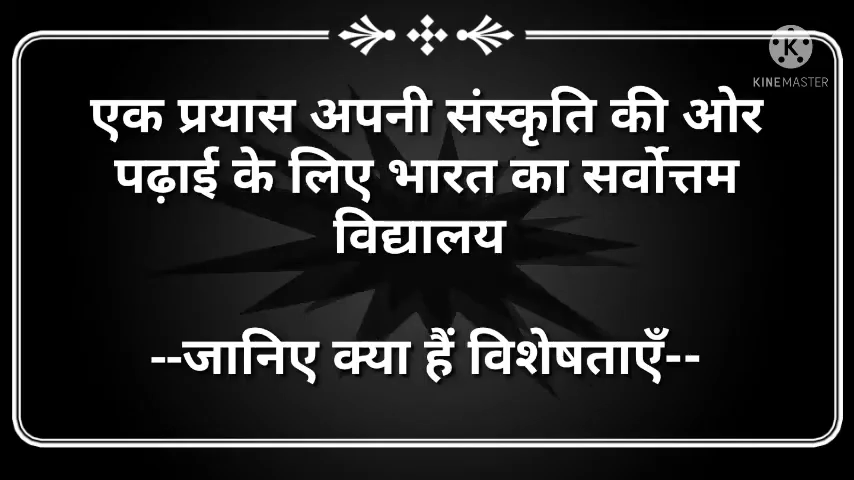 K
KINEMASTER
एक प्रयास अपनी संस्कृति की ओर
पढ़ाई के लिए भारत का सर्वोत्तम
विद्यालय
--जानिए क्या हैं विशेषताएँ--